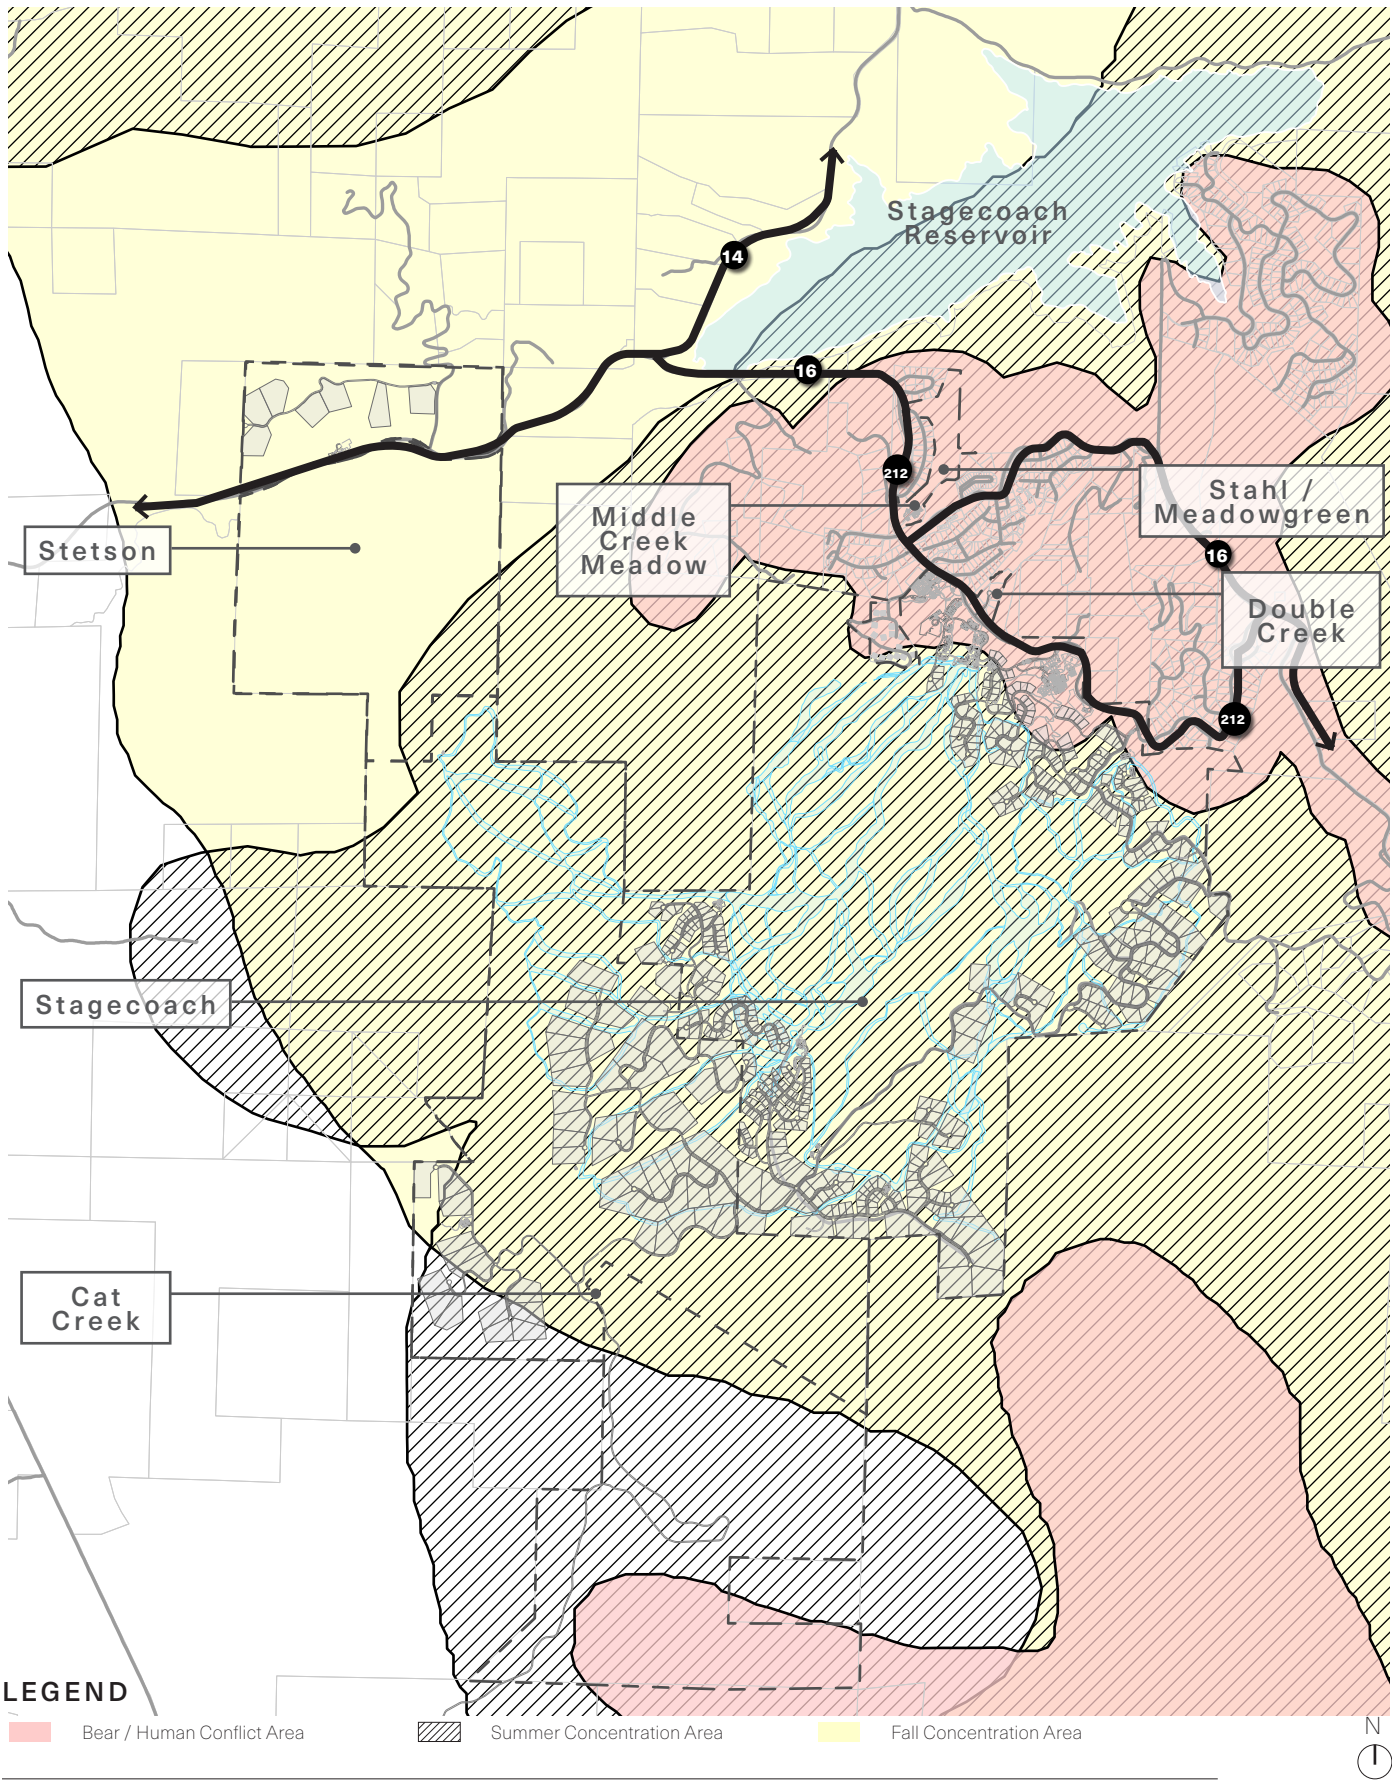 Stagecoach
Reservoir
14
16
212
Stahl /
Meadowgreen
Middle
Creek
Meadow
Stetson
16
Double
Creek
212
Stagecoach
Cat
Creek
LEGEND
Bear / Human Conflict Area
Summer Concentration Area
Fall Concentration Area
N